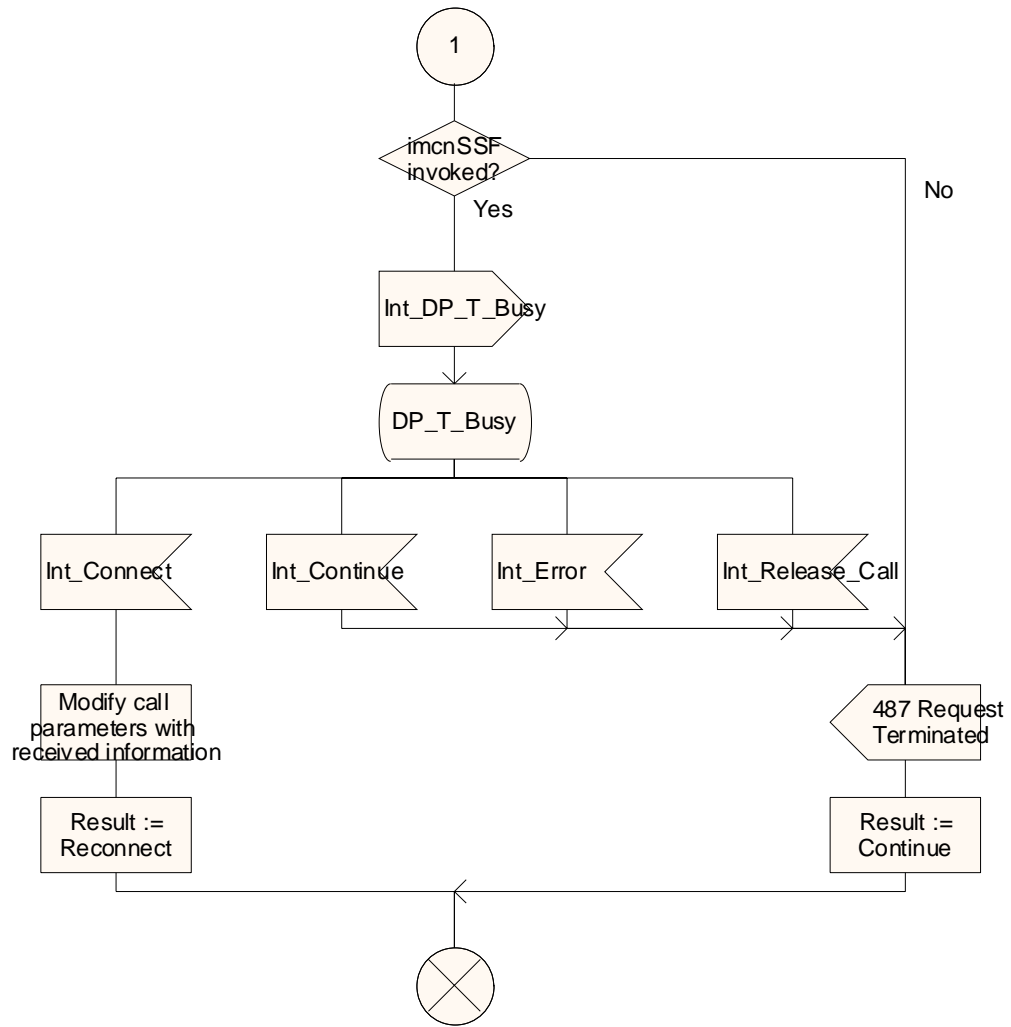 1
imcnSSF
invoked?
No
Yes
Int_DP_T_Busy
DP_T_Busy
Int_Connect
Int_Continue
Int_Error
Int_Release_Call
Modify call
parameters with
received information
487 Request
Terminated
Result :=
Reconnect
Result :=
Continue